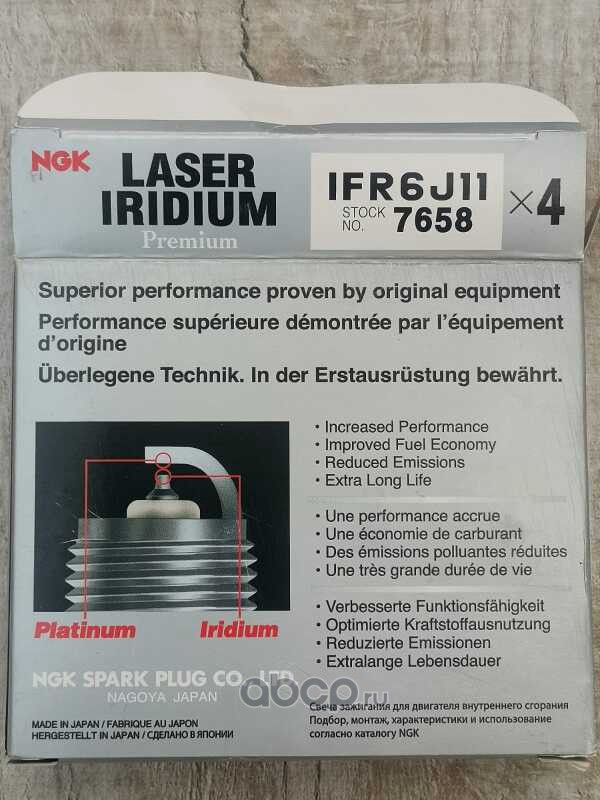 NGK
LASER
IRIDIUM
Premium
IFR6J11
STOCK
NO. 7658
×4
Superior performance proven by original equipment
Performance supérieure démontrée par l'équipement
d'origine
Überlegene Technik. In der Erstausrüstung bewährt.
• Increased Performance
• Improved Fuel Economy
• Reduced Emissions
• Extra Long Life
• Une performance accrue
• Une économie de carburant
• Des émissions polluantes réduites
• Une très grande durée de vie
• Verbesserte Funktionsfähigkeit
• Optimierte Kraftstoffausnutzung
• Reduzierte Emissionen
• Extralange Lebensdauer
Platinum
Iridium
NGK SPARK PLUG CO., LTD.
NAGOYA JAPAN
abcp.ru
MADE IN JAPAN / FABRIQUE AU JAPON
HERGESTELLT IN JAPAN / СДЕЛАНО В ЯПОНИИ
Свеча зажигания для двигателя внутреннего сгорания
Подбор, монтаж, характеристики и использование
согласно каталогу NGK